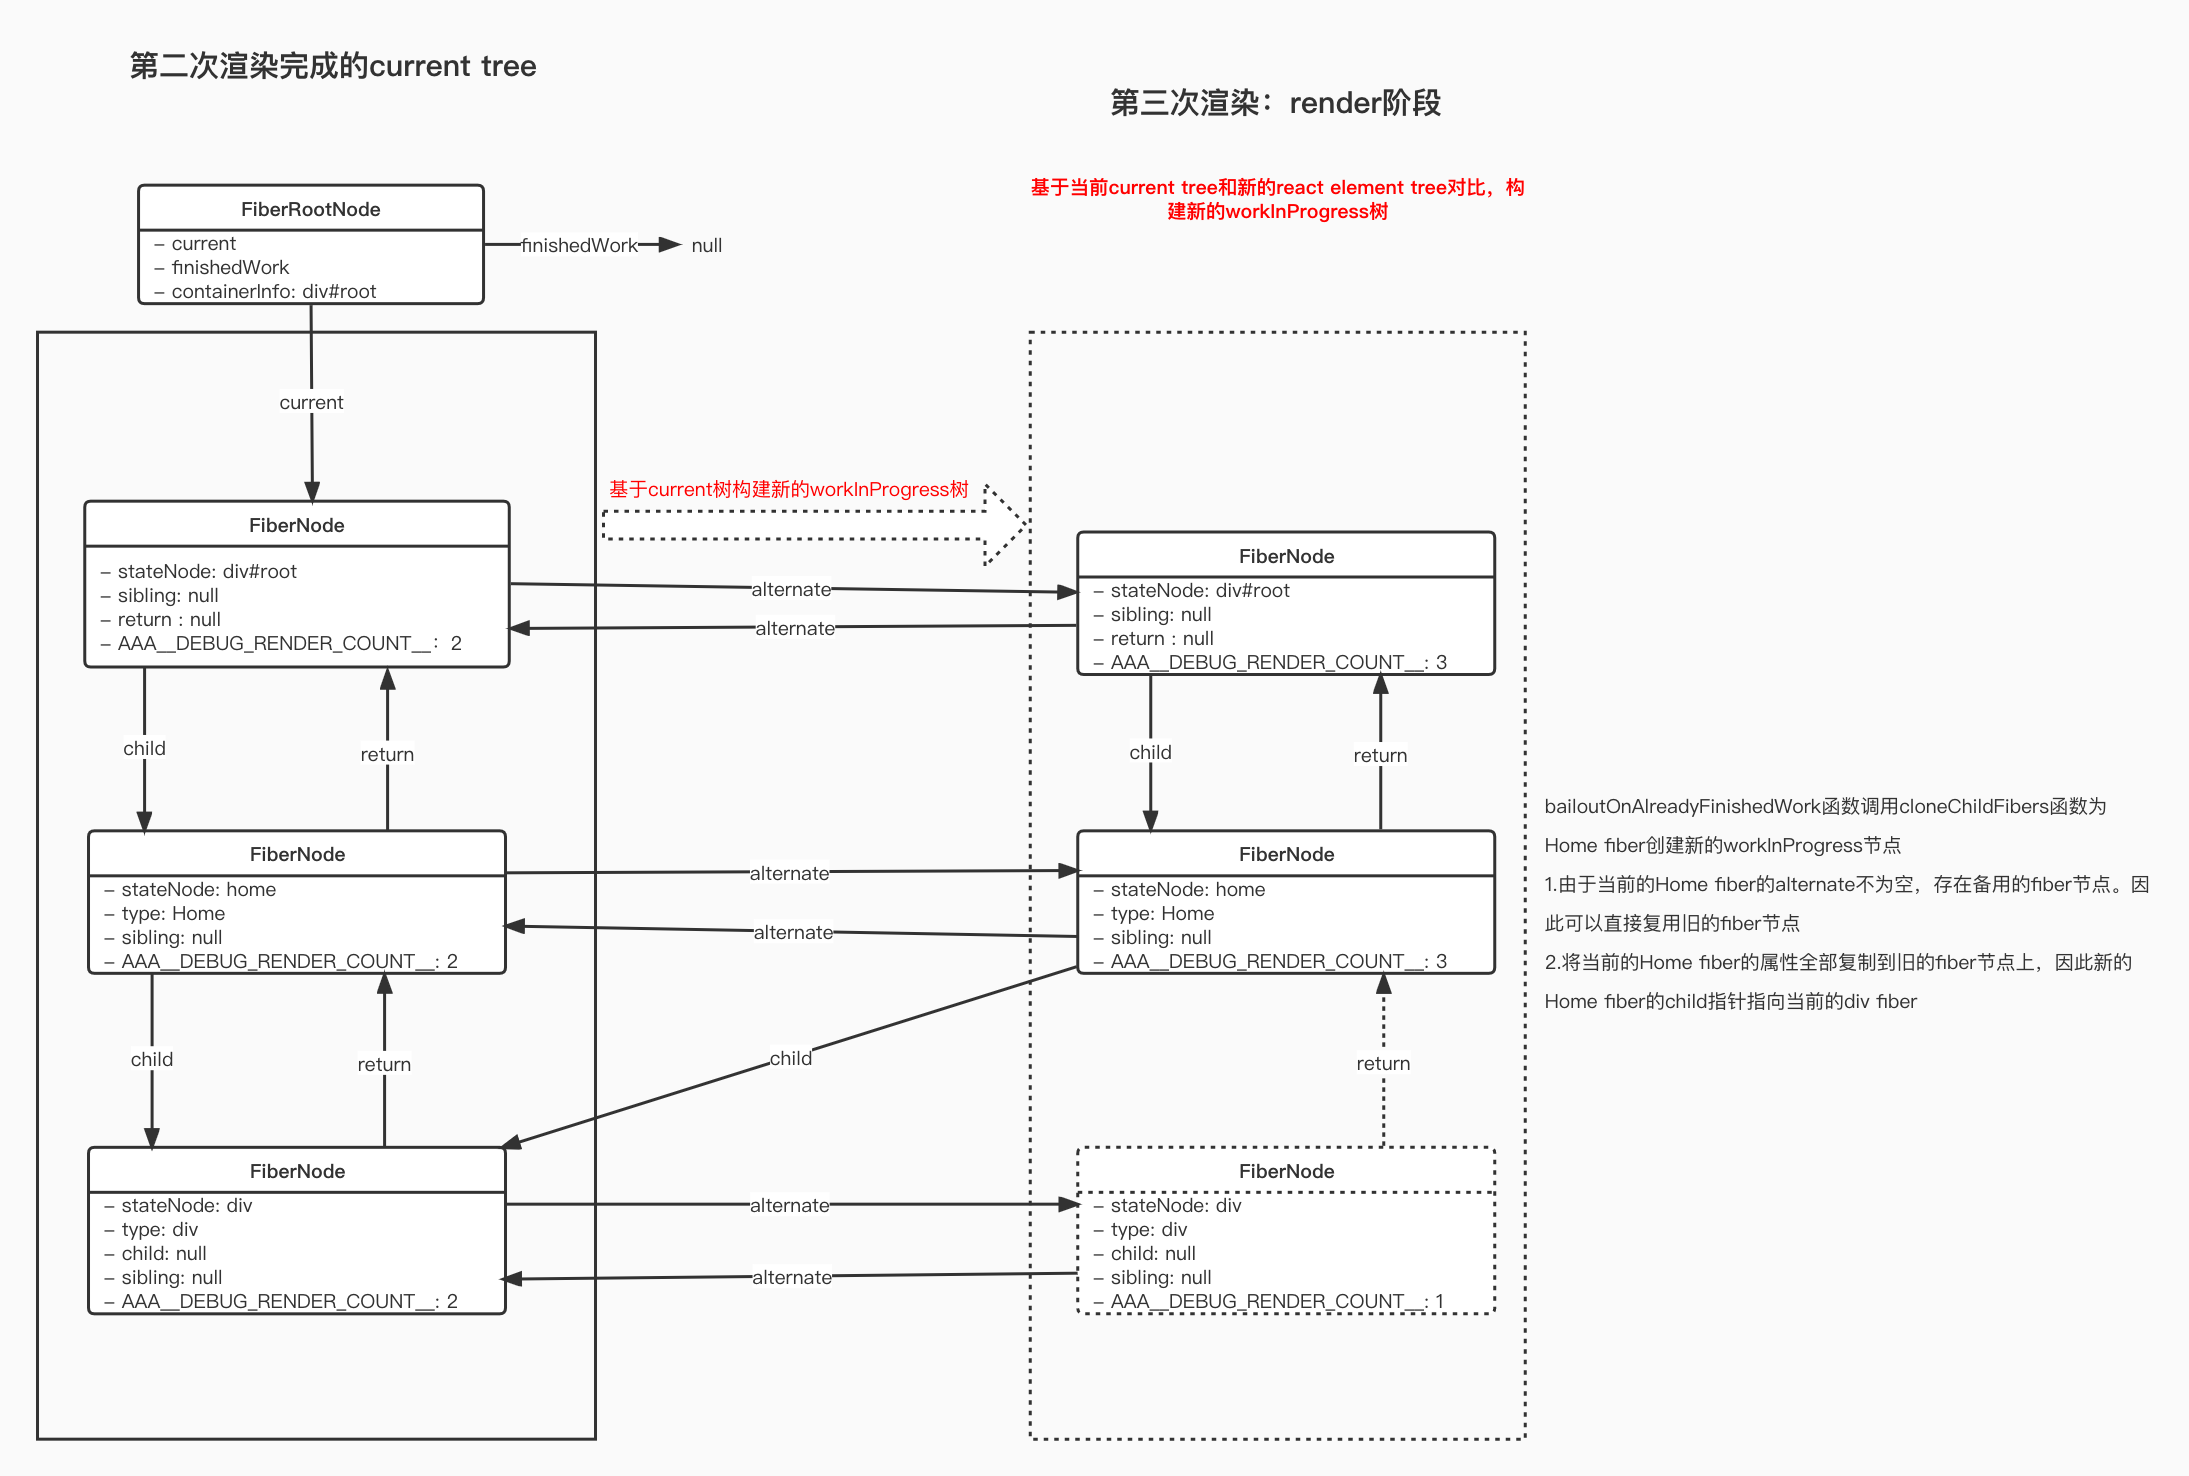 第二次渲染完成的current tree
第三次渲染：render阶段
基于当前current tree和新的react element tree对比，构
建新的workInProgress树
FiberRootNode
– current
– finishedWork
– containerInfo: div#root
finishedWork
null
current
基于current树构建新的workInProgress树
FiberNode
– stateNode: div#root
– sibling: null
– return : null
– AAA__DEBUG_RENDER_COUNT__：2
alternate
alternate
FiberNode
– stateNode: div#root
– sibling: null
– return : null
– AAA__DEBUG_RENDER_COUNT__: 3
child
return
child
return
FiberNode
– stateNode: home
– type: Home
– sibling: null
– AAA__DEBUG_RENDER_COUNT__: 2
alternate
alternate
FiberNode
– stateNode: home
– type: Home
– sibling: null
– AAA__DEBUG_RENDER_COUNT__: 3
bailoutOnAlreadyFinishedWork函数调用cloneChildFibers函数为
Home fiber创建新的workInProgress节点
1.由于当前的Home fiber的alternate不为空，存在备用的fiber节点。因
此可以直接复用旧的fiber节点
2.将当前的Home fiber的属性全部复制到旧的fiber节点上，因此新的
Home fiber的child指针指向当前的div fiber
child
return
child
return
FiberNode
– stateNode: div
– type: div
– child: null
– sibling: null
– AAA__DEBUG_RENDER_COUNT__: 2
alternate
alternate
FiberNode
– stateNode: div
– type: div
– child: null
– sibling: null
– AAA__DEBUG_RENDER_COUNT__: 1